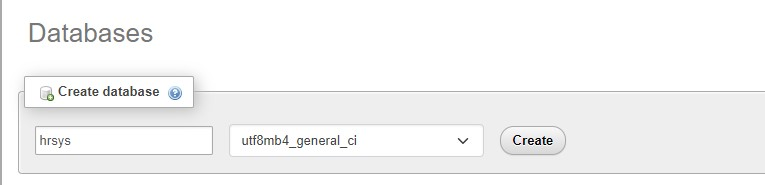 Databases
Create database
hrsys utf8mb4_general_ci Create